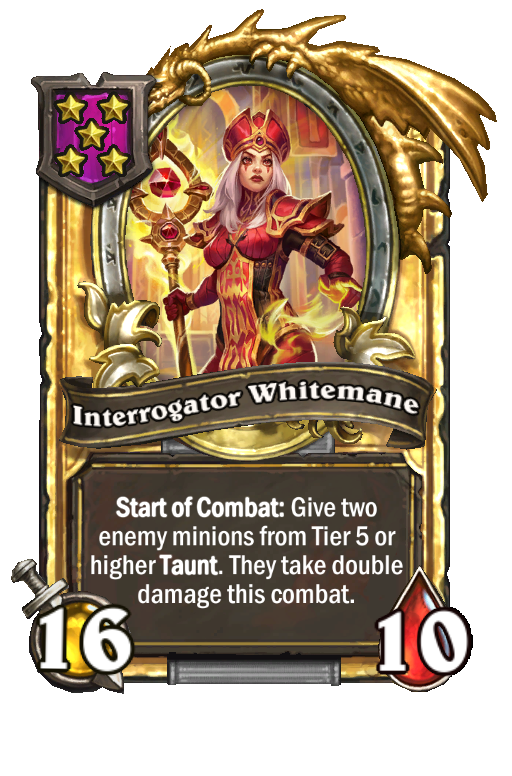 Interrogator Whitemane
Start of Combat: Give two
enemy minions from Tier 5 or
higher Taunt. They take double
damage this combat.
16
10